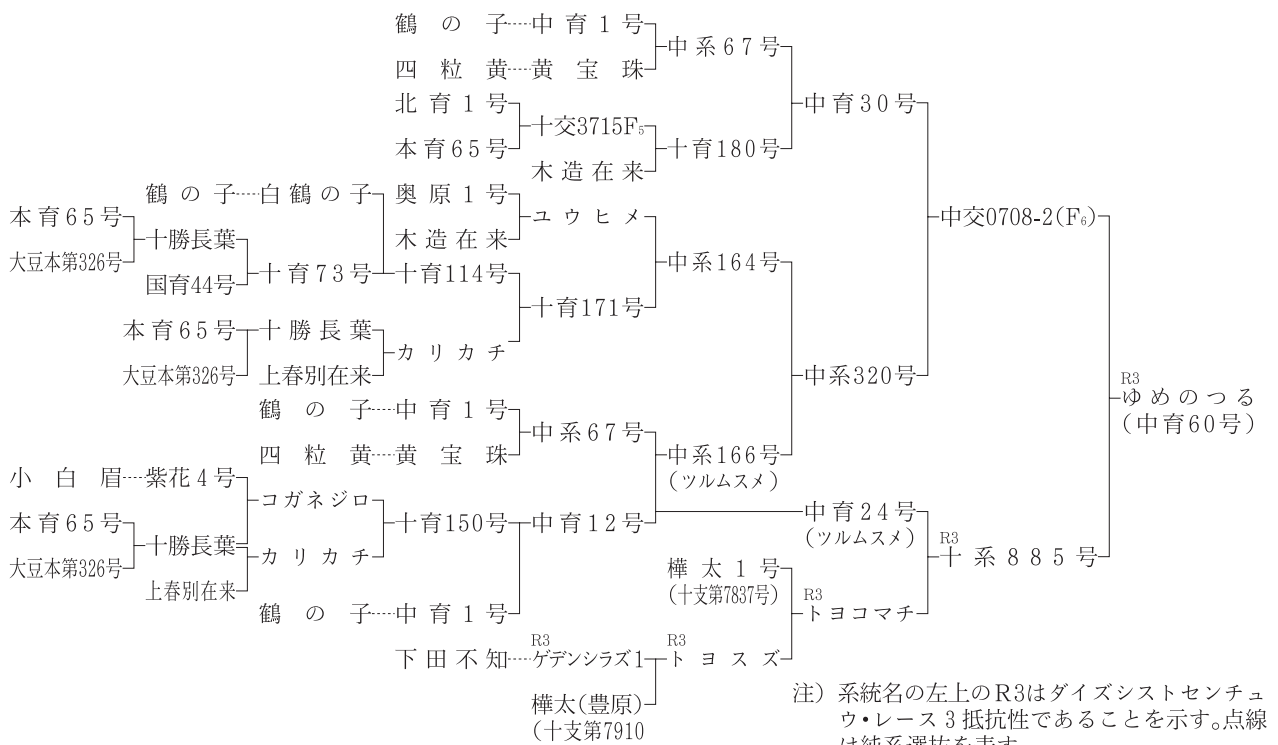 鶴の子 中育1号
四粒黄 黄宝珠
中系67号
北育1号
本育65号
十交3715F₅
木造在来
十育180号
中育30号
鶴の子 白鶴の子
本育65号
大豆本第326号
十勝長葉
国育44号
十育73号
十育114号
本育65号
大豆本第326号
十勝長葉
上春別在来
カリカチ
十育171号
奥原1号
木造在来
ユウヒメ
中系164号
鶴の子 中育1号
四粒黄 黄宝珠
中系67号
小白眉 紫花4号
本育65号
大豆本第326号
十勝長葉
上春別在来
コガネジロ
カリカチ
十育150号
鶴の子 中育1号
中育12号
中系166号
(ツルムスメ)
中系320号
中交0708-2(F₆)
中育24号
(ツルムスメ)
樺太1号
(十支第7837号)
下田不知
R3
ゲデンシラズ1
樺太(豊原)
(十支第7910
R3
トヨスズ
R3
トヨコマチ
R3
十系885号
R3
ゆめのつる
(中育60号)
注) 系統名の左上のR3はダイズシストセンチュ
ウ・レース3抵抗性であることを示す。点線
は純系選抜を表す